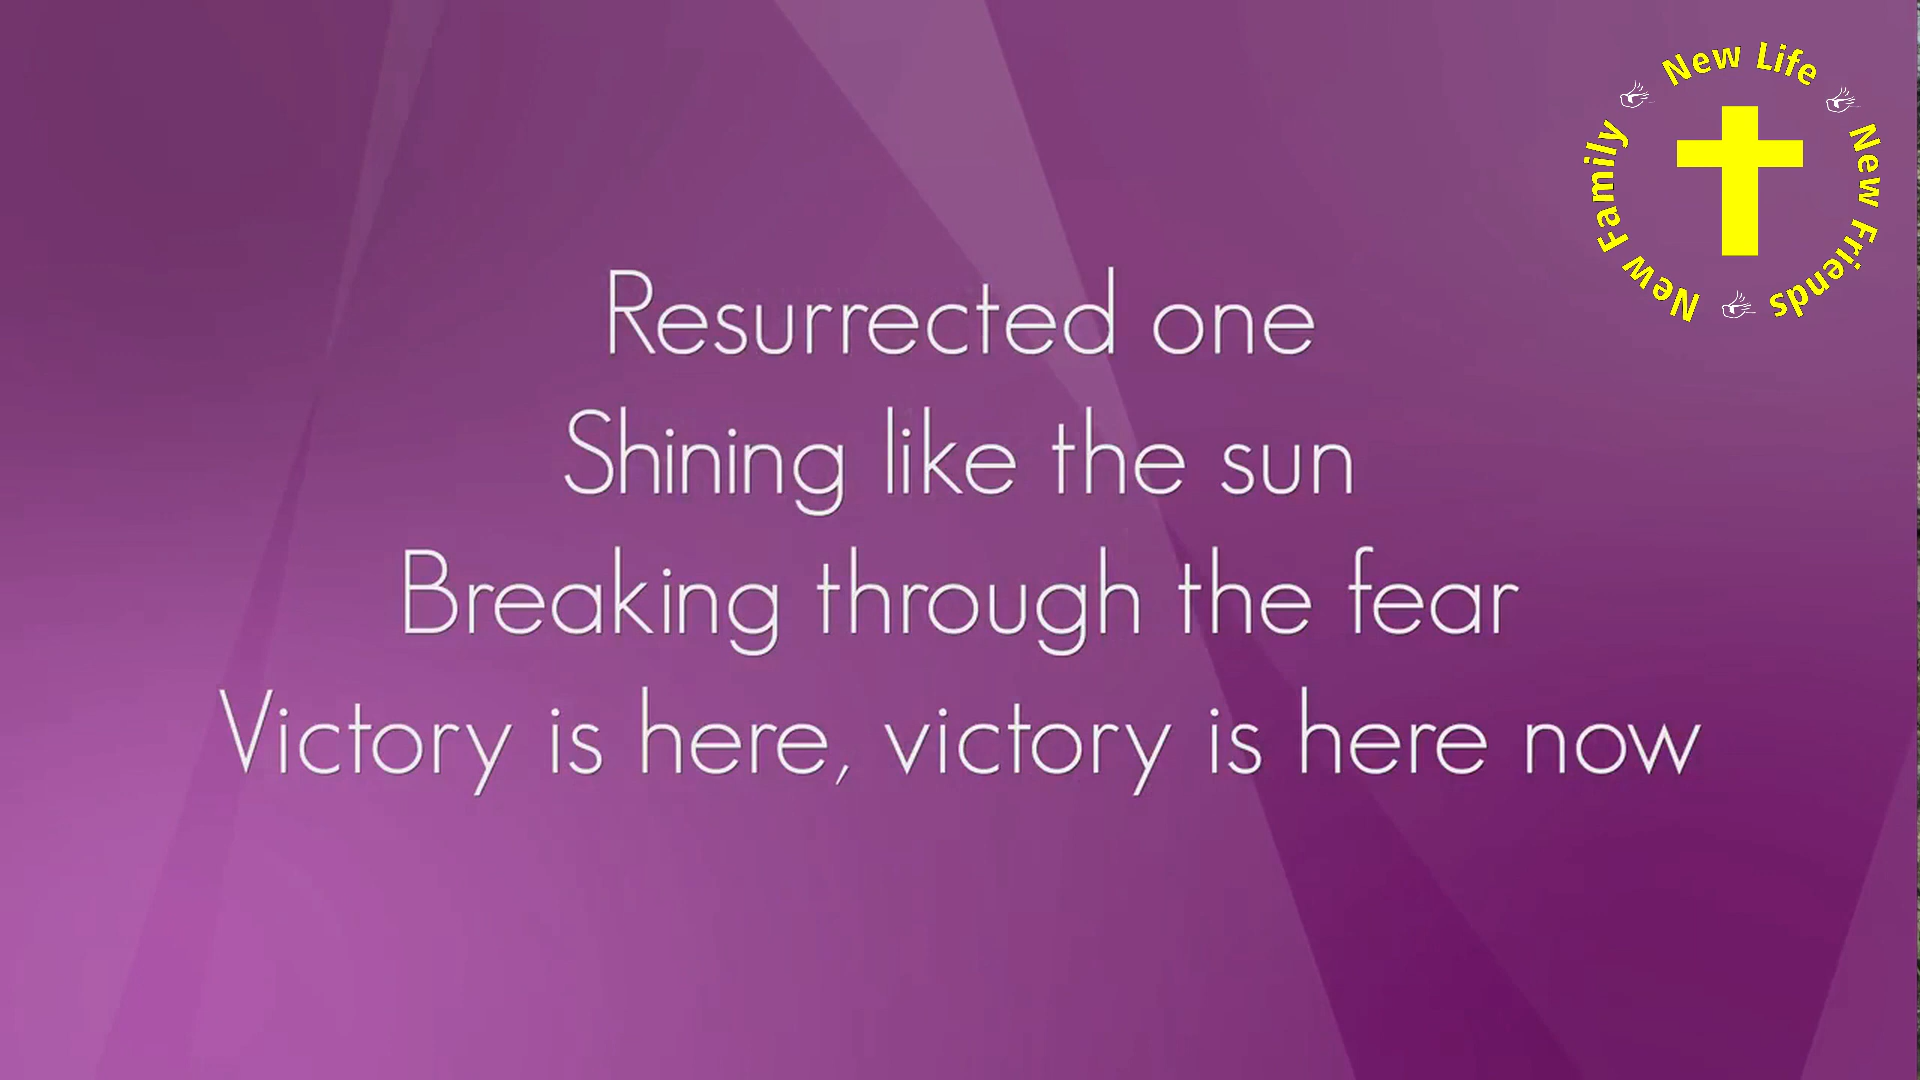 Resurrected one
Shining like the sun
Breaking through the fear
Victory is here, victory is here now
New Life
New Friends
New Family